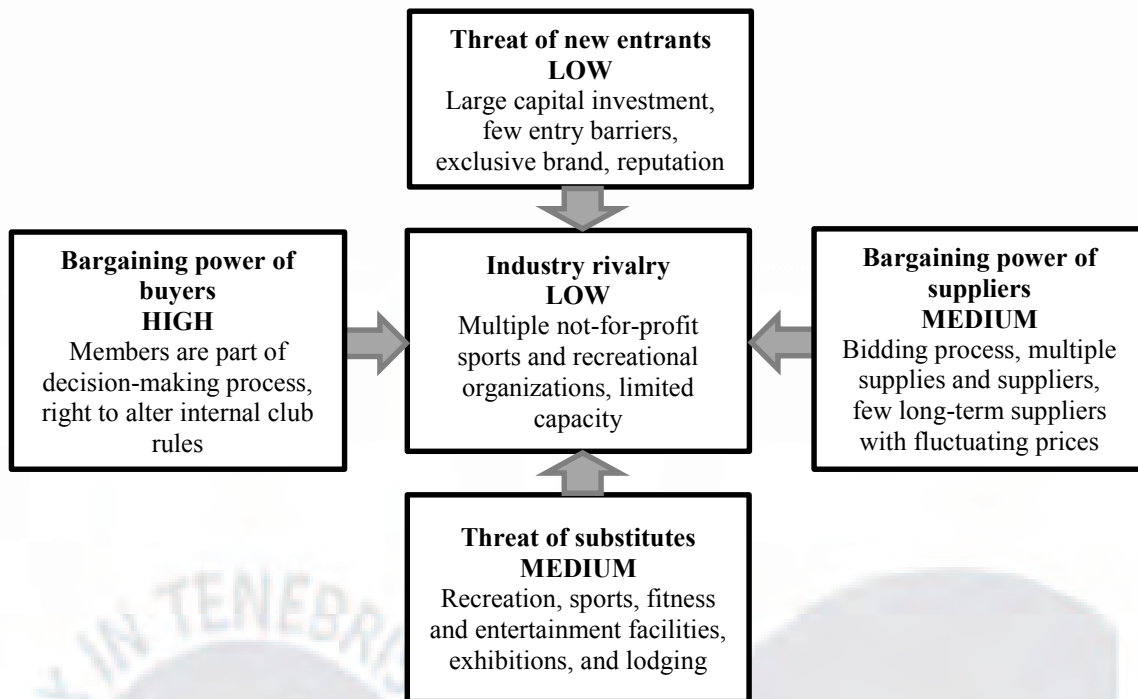 Threat of new entrants
LOW
Large capital investment,
few entry barriers,
exclusive brand, reputation
Bargaining power of
buyers
HIGH
Members are part of
decision-making process,
right to alter internal club
rules
Industry rivalry
LOW
Multiple not-for-profit
sports and recreational
organizations, limited
capacity
Bargaining power of
suppliers
MEDIUM
Bidding process, multiple
supplies and suppliers,
few long-term suppliers
with fluctuating prices
Threat of substitutes
MEDIUM
Recreation, sports, fitness
and entertainment facilities,
exhibitions, and lodging
IN TENEBRIS